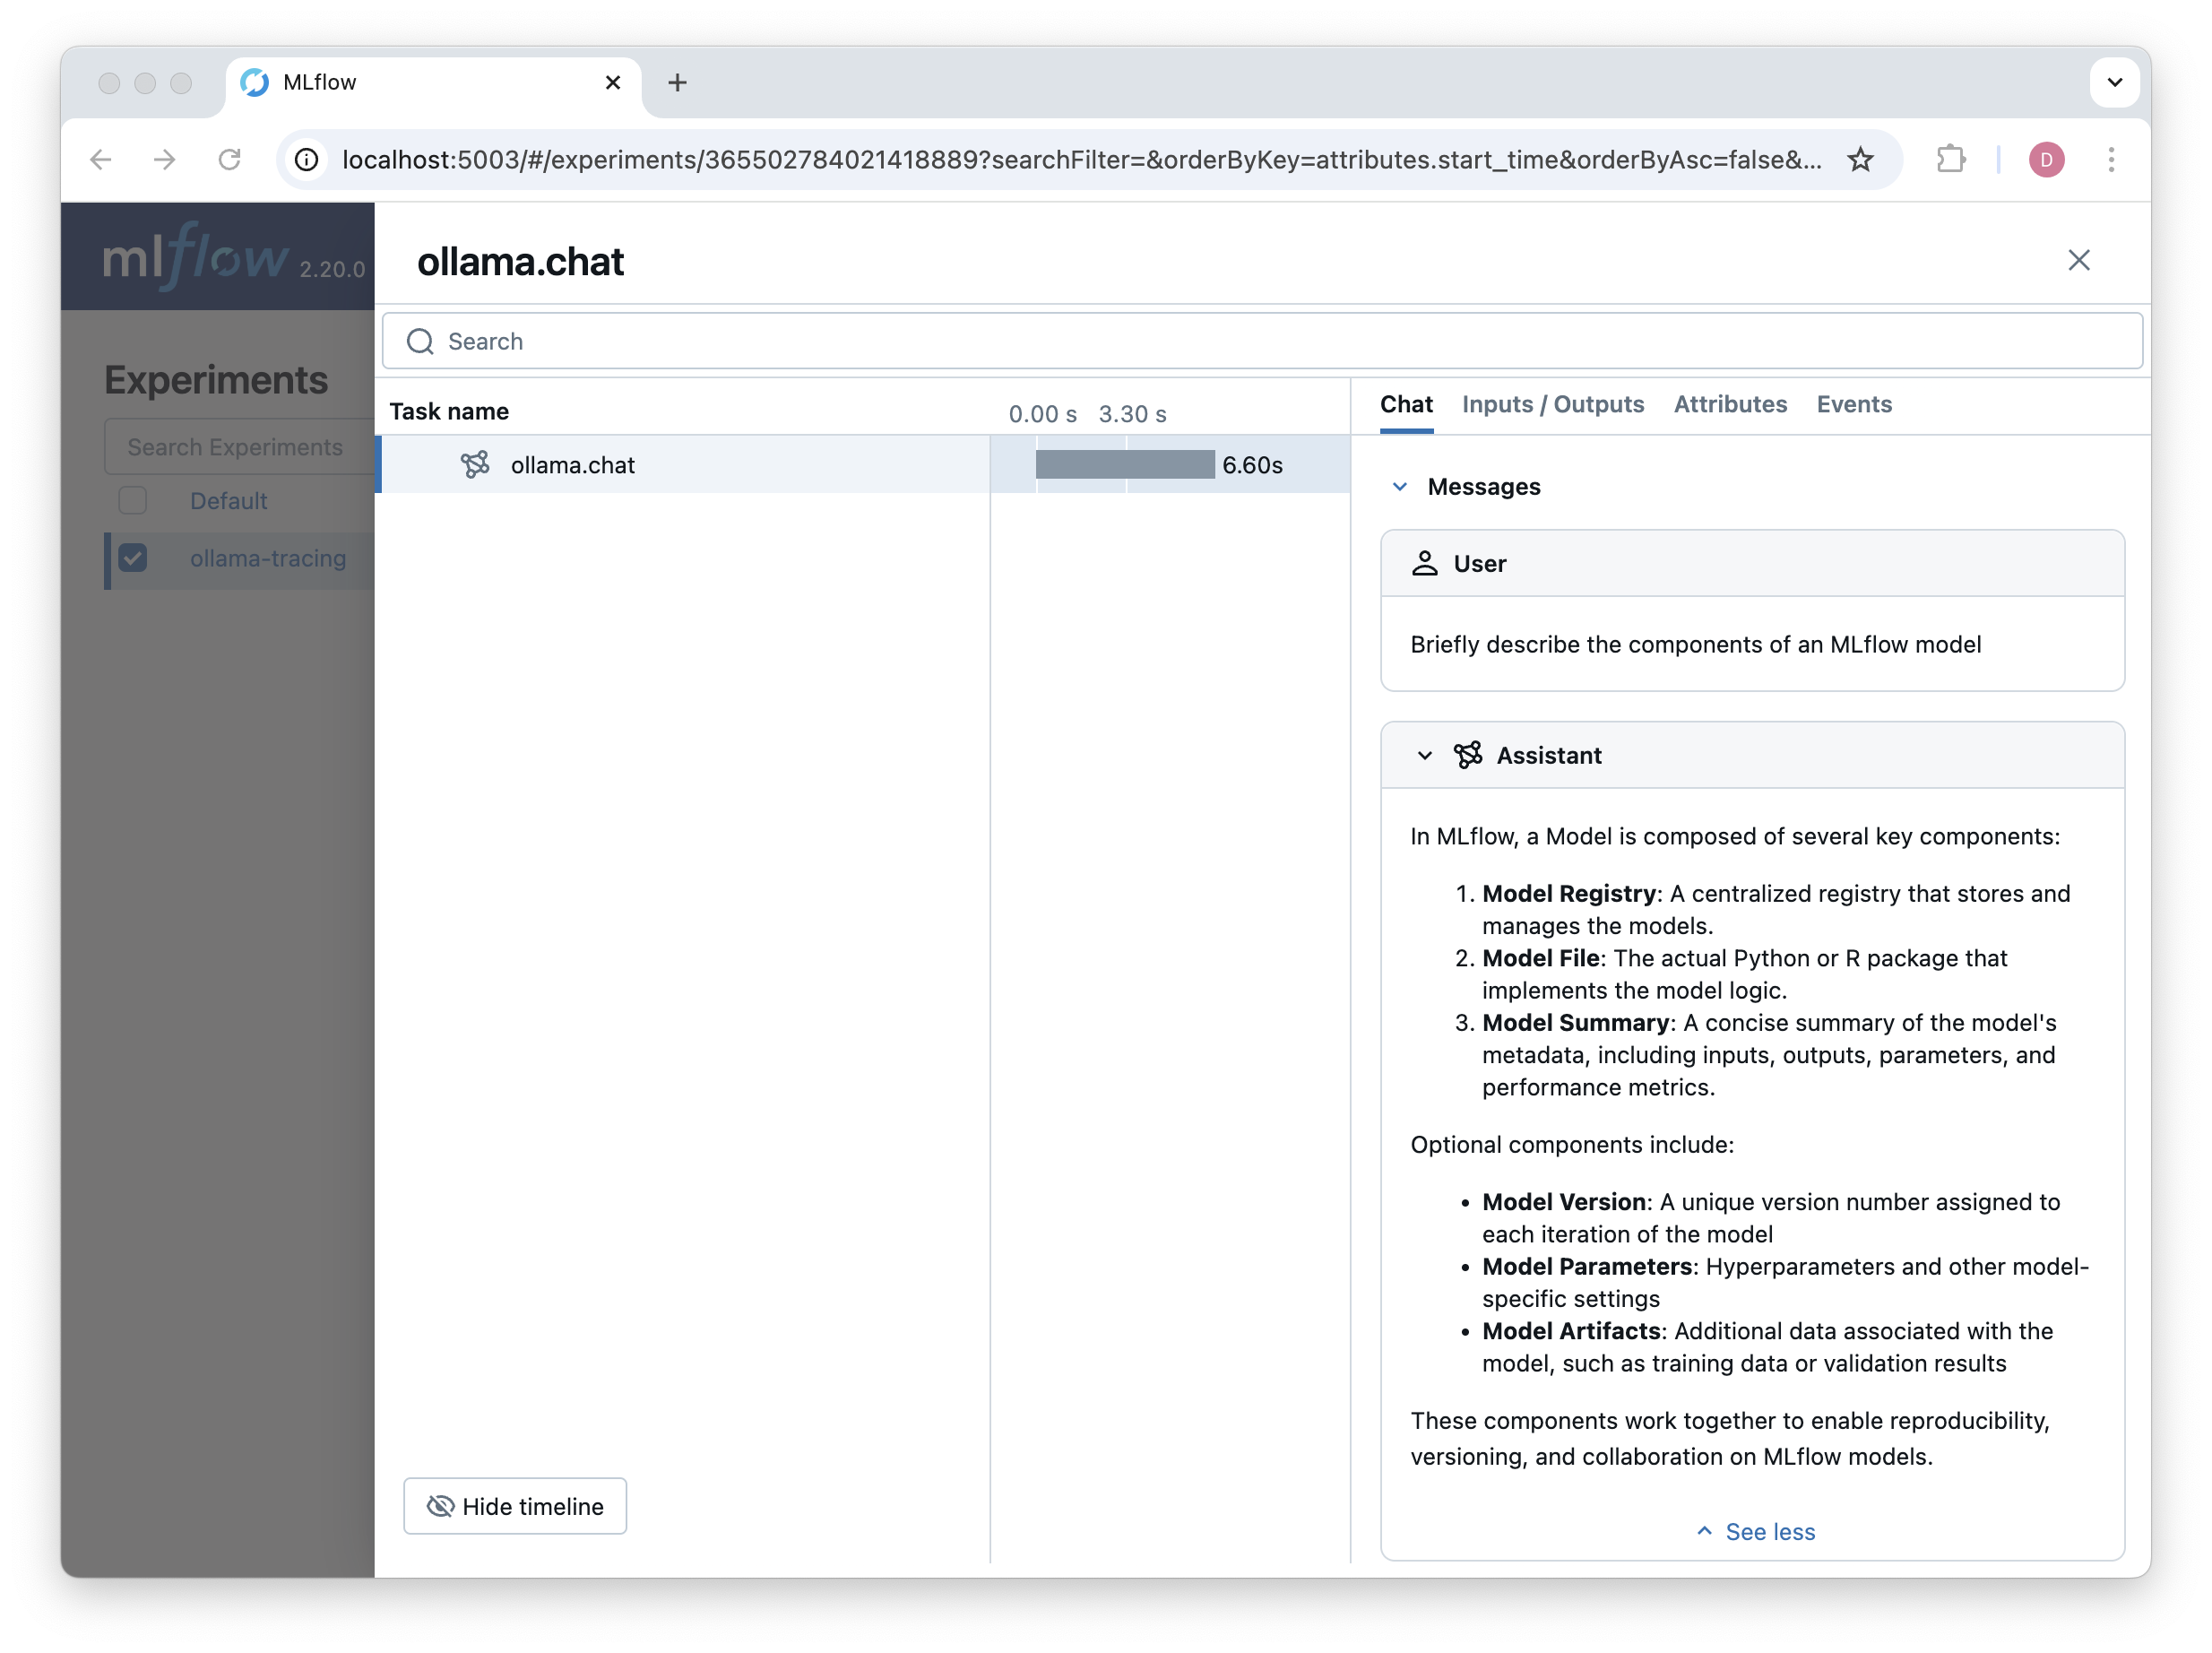 MLflow
localhost:5003/#/experiments/365502784021418889?searchFilter=&orderByKey=attributes.start_time&orderByAsc=false&...
D
mlflow 2.20.0
ollama.chat
Search
Experiments
Search Experiments
Default
ollama-tracing
Task name
0.00 s 3.30 s
ollama.chat
6.60s
Hide timeline
Chat Inputs / Outputs Attributes Events
Messages
User
Briefly describe the components of an MLflow model
Assistant
In MLflow, a Model is composed of several key components:
1. Model Registry: A centralized registry that stores and
manages the models.
2. Model File: The actual Python or R package that
implements the model logic.
3. Model Summary: A concise summary of the model's
metadata, including inputs, outputs, parameters, and
performance metrics.
Optional components include:
• Model Version: A unique version number assigned to
each iteration of the model
• Model Parameters: Hyperparameters and other model-
specific settings
• Model Artifacts: Additional data associated with the
model, such as training data or validation results
These components work together to enable reproducibility,
versioning, and collaboration on MLflow models.
See less